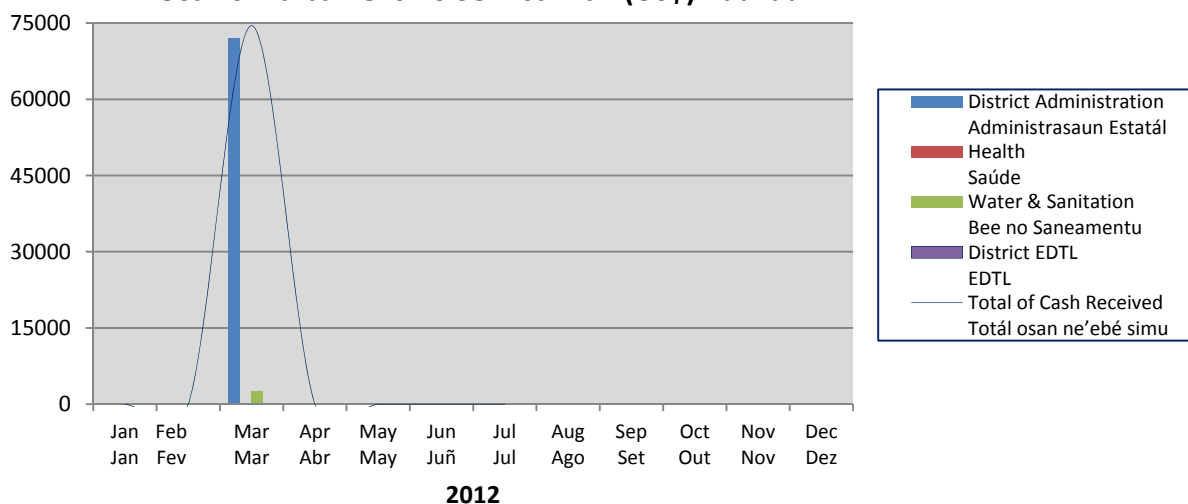 75000
60000
45000
30000
15000
0
Jan Feb Mar Apr May Jun Jul Aug Sep Oct Nov Dec
Jan Fev Mar Abr May Juñ Jul Ago Set Out Nov Dez
2012
District Administration
Administrasaun Estatál
Health
Saúde
Water & Sanitation
Bee no Saneamentu
District EDTL
EDTL
Total of Cash Received
Totál osan ne'ebé simu